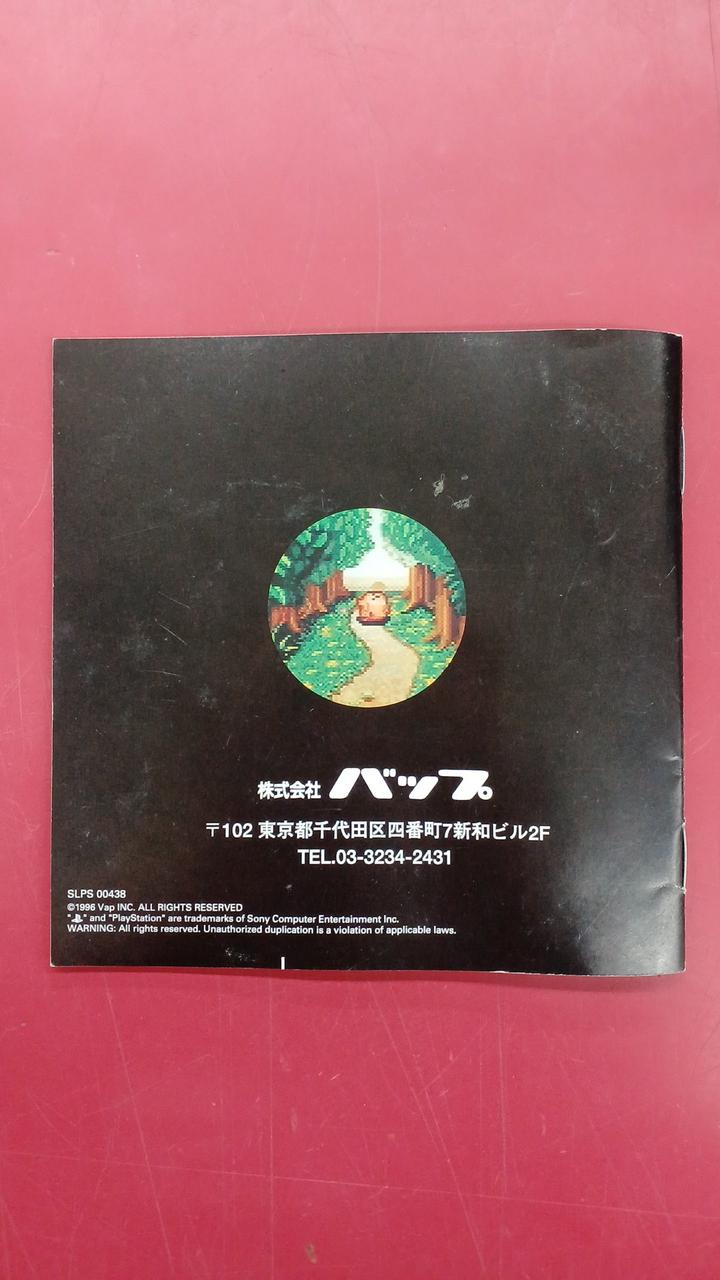 株式会社 バップ
〒102 東京都千代田区四番町7新和ビル2F
TEL.03-3234-2431
SLPS 00438
©1996 Vap INC. ALL RIGHTS RESERVED
" " and "PlayStation" are trademarks of Sony Computer Entertainment Inc.
WARNING: All rights reserved. Unauthorized duplication is a violation of applicable laws.